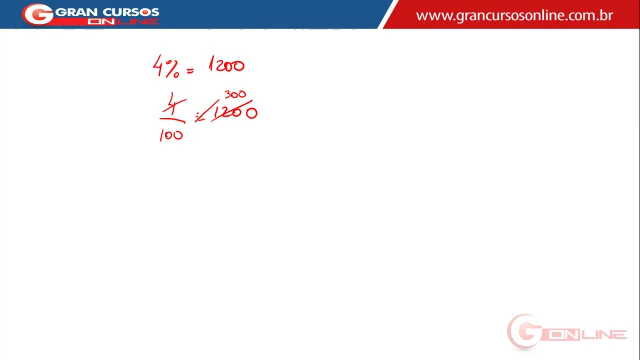 GRAN CURSOS
ONLINE
www.grancursosonline.com.br
4% = 1200
300
4 = 1200
100
G ONLINE